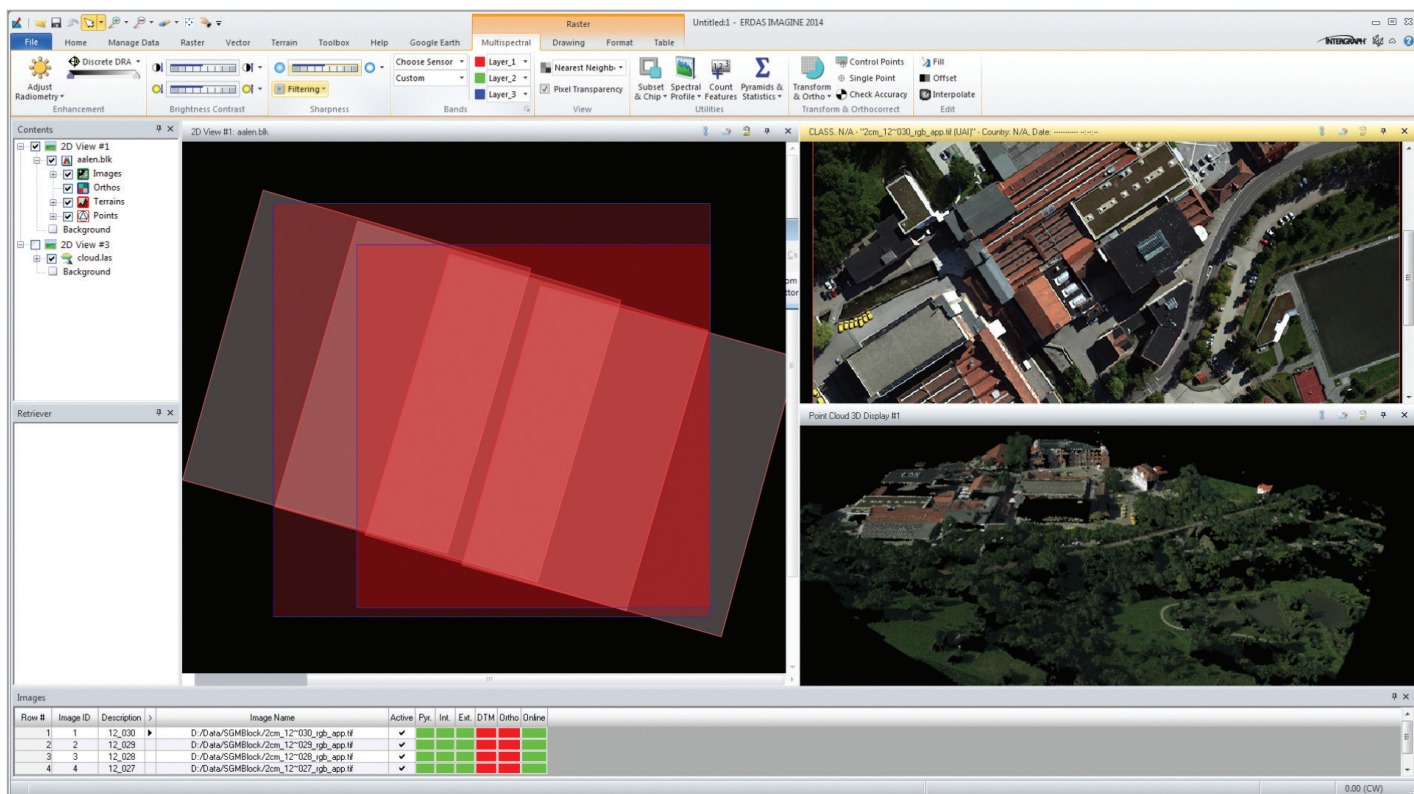 Raster
Untitled:1 - ERDAS IMAGINE 2014
File Home Manage Data Raster Vector Terrain Toolbox Help Google Earth Multispectral Drawing Format Table
INTERGRAPH
Discrete DRA
Adjust
Radiometry
Filtering
Choose Sensor
Custom
Layer_1
Layer_2
Layer_3
Nearest Neighb
Pixel Transparency
Subset
& Chip
Spectral
Profile
Count
Features
Pyramids &
Statistics
Transform
& Ortho
Control Points
Single Point
Check Accuracy
Fill
Offset
Interpolate
Enhancement Brightness Contrast Sharpness Bands View Utilities Transform & Orthocorrect Edit
Contents
2D View #1
aalen.blk
Images
Orthos
Terrains
Points
Background
2D View #3
cloud.las
Background
Retriever
2D View #1: aalen.blk
om
ttor
CLASS. N/A - "2cm_12~030_rgb_app.tif (UAI)" - Country: N/A, Date: ---------- --:--:--
Point Cloud 3D Display #1
Images
Row # Image ID Description > Image Name Active Pyr. Int. Ext. DTM Ortho Online
1 1 12_030 D:/Data/SGMBlock/2cm_12~030_rgb_app.tif
2 2 12_029 D:/Data/SGMBlock/2cm_12~029_rgb_app.tif
3 3 12_028 D:/Data/SGMBlock/2cm_12~028_rgb_app.tif
4 4 12_027 D:/Data/SGMBlock/2cm_12~027_rgb_app.tif
0.00 (CW)